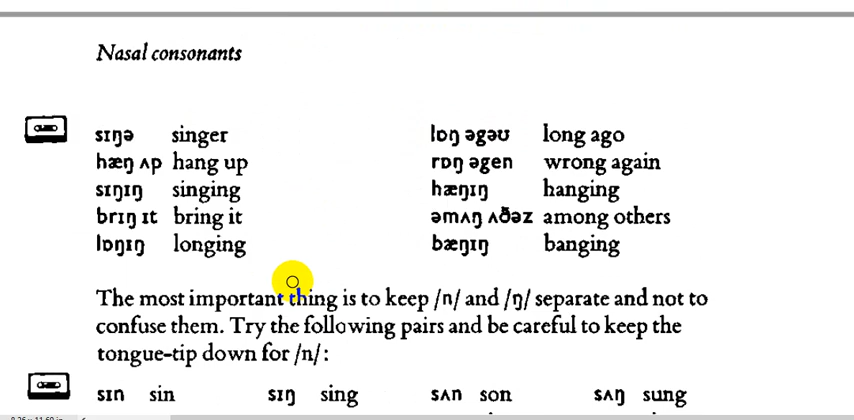 Nasal consonants
sɪŋə singer lɒŋ əgəʊ long ago
hæŋ ʌp hang up rɒŋ əgen wrong again
sɪŋɪŋ singing hæŋɪŋ hanging
brɪŋ ɪt bring it əmʌŋ ʌðəz among others
lɒŋɪŋ longing bæŋɪŋ banging
The most important thing is to keep /n/ and /ŋ/ separate and not to
confuse them. Try the following pairs and be careful to keep the
tongue-tip down for /n/:
sɪn sin sɪŋ sing sʌn son sʌŋ sung